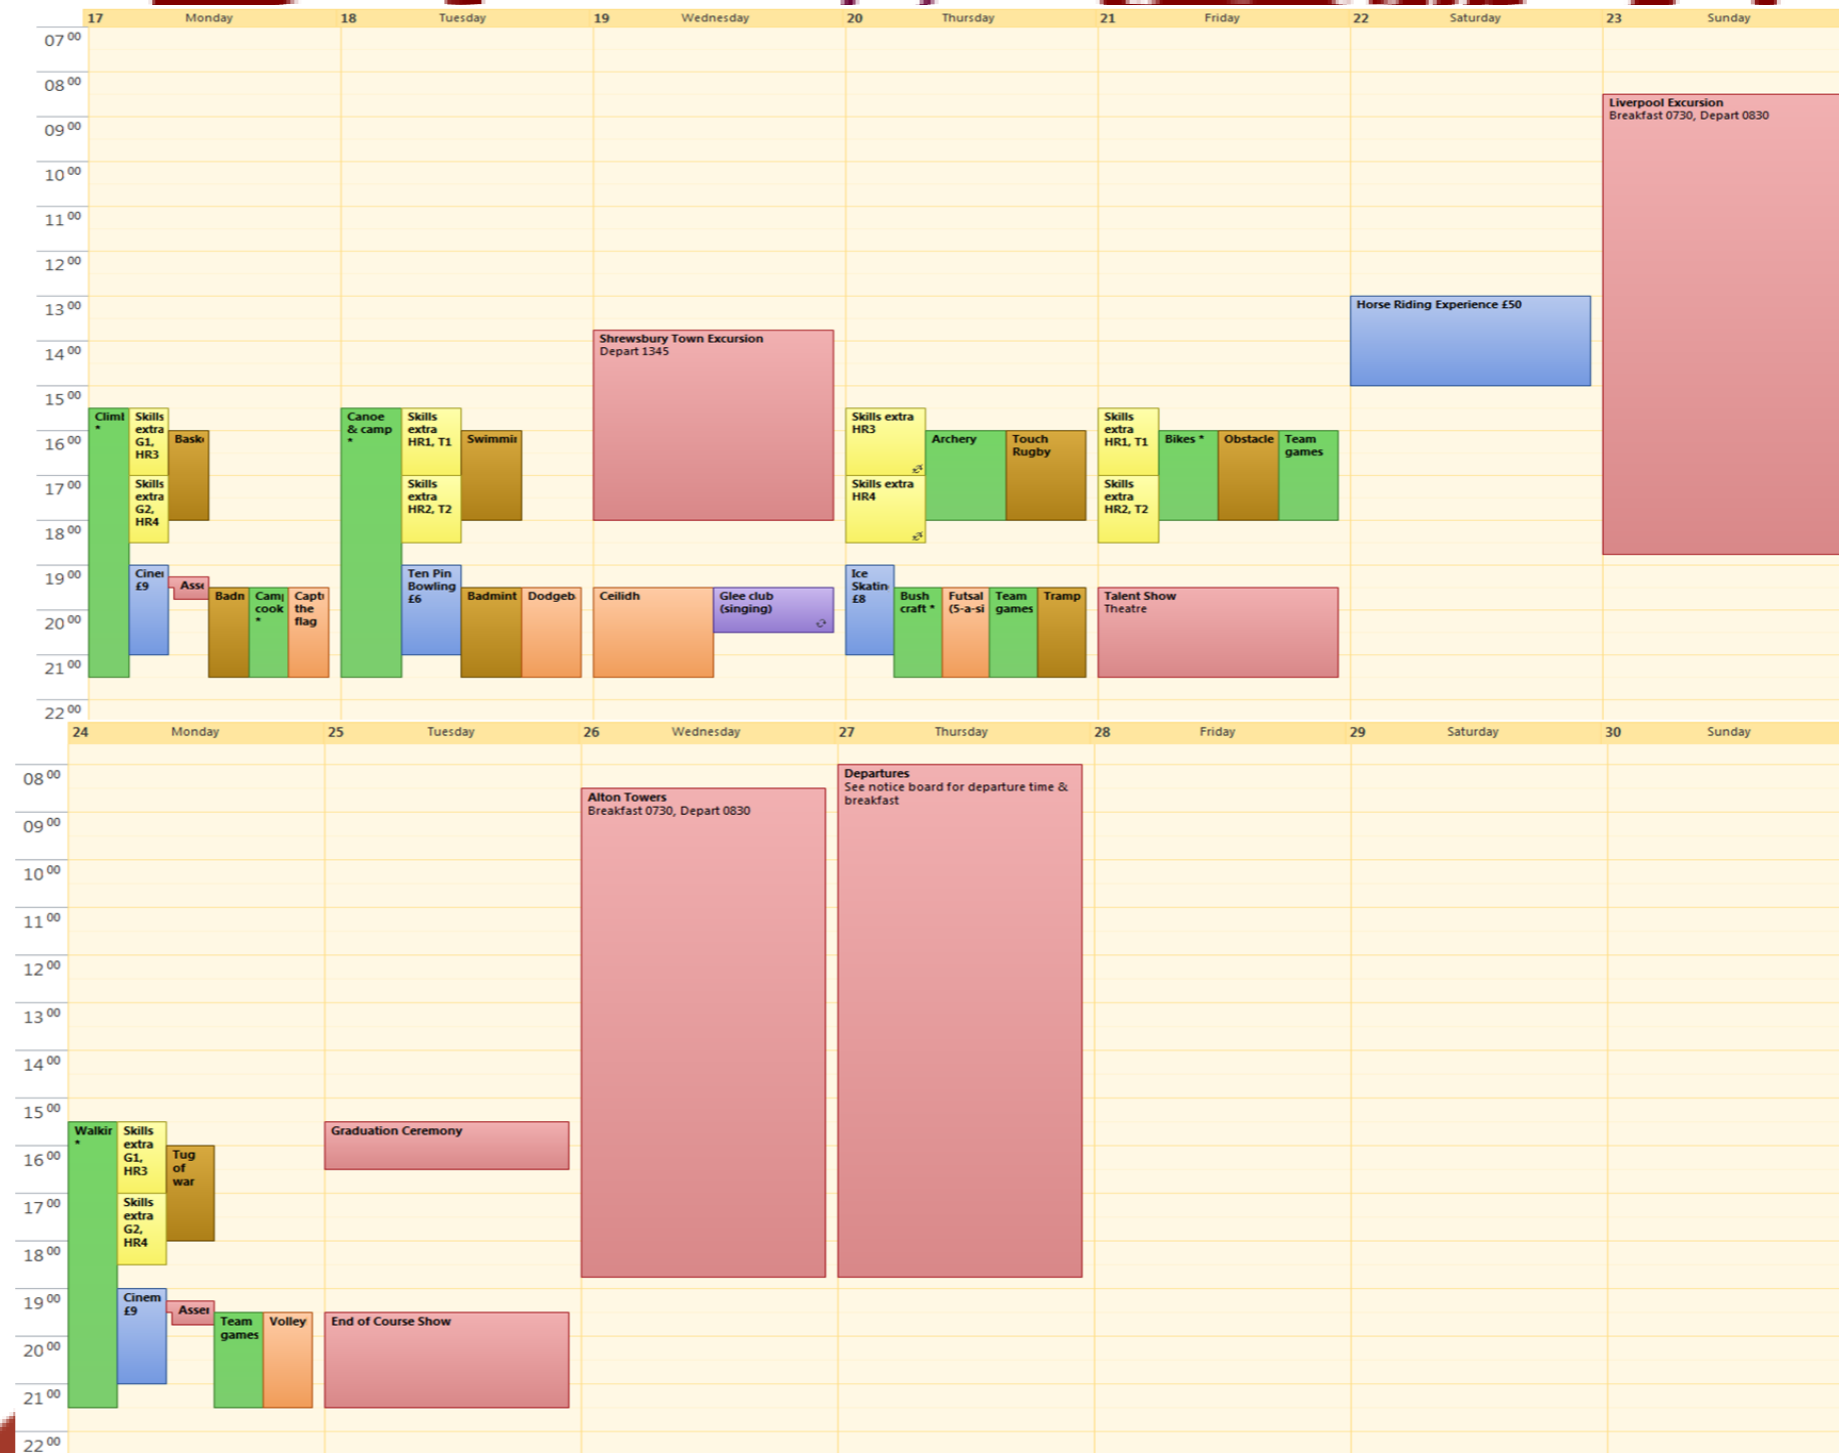 17 Monday 18 Tuesday 19 Wednesday 20 Thursday 21 Friday 22 Saturday 23 Sunday
07 00
08 00
Liverpool Excursion
Breakfast 0730, Depart 0830
09 00
10 00
11 00
12 00
13 00
Horse Riding Experience £50
Shrewsbury Town Excursion
Depart 1345
14 00
15 00
Climb
*
Skills
extra
G1,
HR3
Bask
Skills
extra
G2,
HR4
Canoe
& camp
*
Skills
extra
HR1, T1
Swimmin
Skills
extra
HR2, T2
Skills extra
HR3
Archery
Touch
Rugby
Skills extra
HR4
Skills
extra
HR1, T1
Bikes *
Obstacle
Team
games
Skills
extra
HR2, T2
16 00
17 00
18 00
19 00
Cine
£9
Asse
Badn
Camp
cook
*
Capt
the
flag
Ten Pin
Bowling
£6
Badmint
Dodgeb
Ceilidh
Glee club
(singing)
Ice
Skatin
£8
Bush
craft *
Futsal
(5-a-si
Team
games
Tramp
Talent Show
Theatre
20 00
21 00
22 00
24 Monday 25 Tuesday 26 Wednesday 27 Thursday 28 Friday 29 Saturday 30 Sunday
08 00
Alton Towers
Breakfast 0730, Depart 0830
Departures
See notice board for departure time &
breakfast
09 00
10 00
11 00
12 00
13 00
14 00
15 00
Walkin
*
Skills
extra
G1,
HR3
Tug
of
war
Skills
extra
G2,
HR4
Graduation Ceremony
16 00
17 00
18 00
19 00
Cinem
£9
Asser
Team
games
Volley
End of Course Show
20 00
21 00
22 00